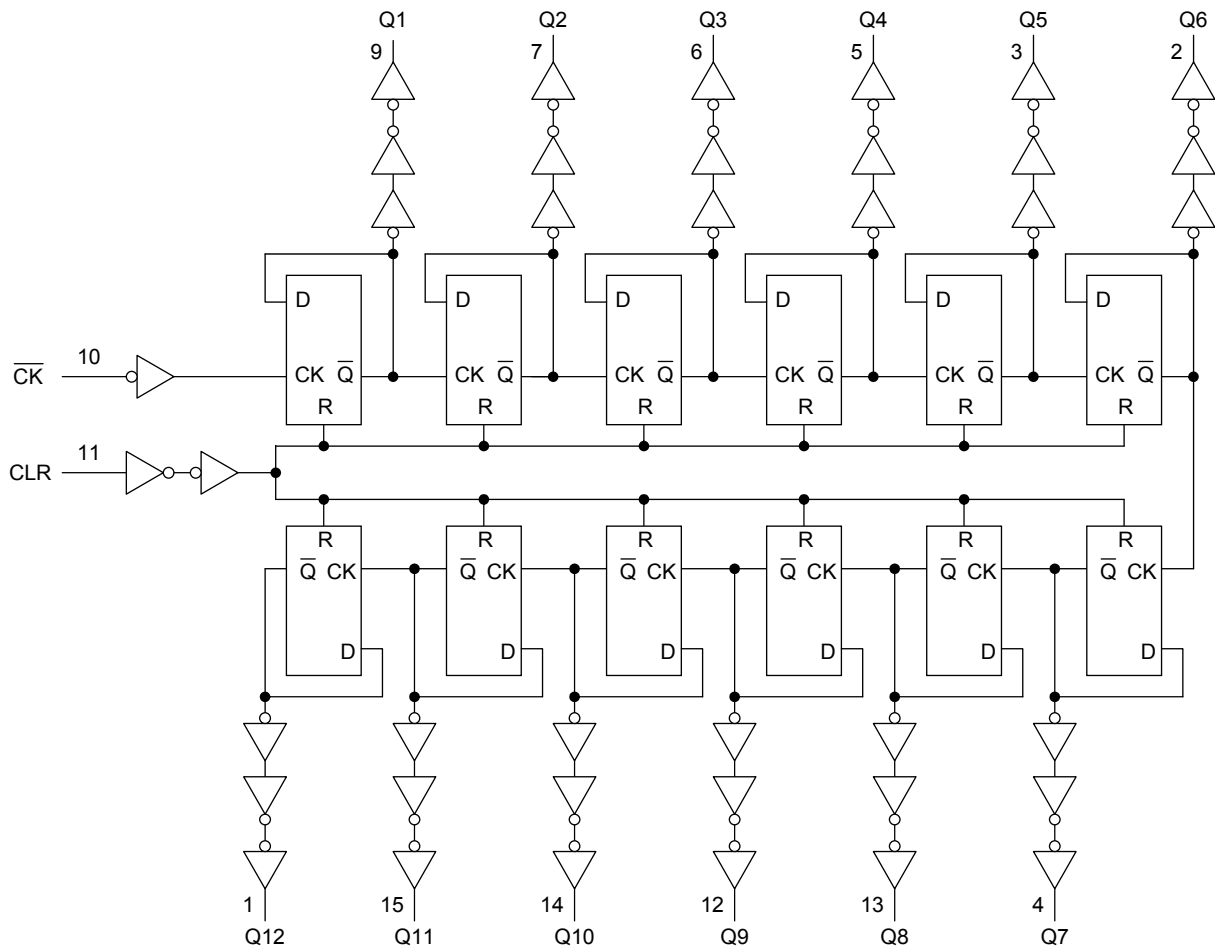 Q1 Q2 Q3 Q4 Q5 Q6
9 7 6 5 3 2
D D D D D D
C̅K̅ 10 CK Q̅ CK Q̅ CK Q̅ CK Q̅ CK Q̅ CK Q̅
R R R R R R
CLR 11
R R R R R R
Q̅ CK Q̅ CK Q̅ CK Q̅ CK Q̅ CK Q̅ CK
D D D D D D
1 15 14 12 13 4
Q12 Q11 Q10 Q9 Q8 Q7